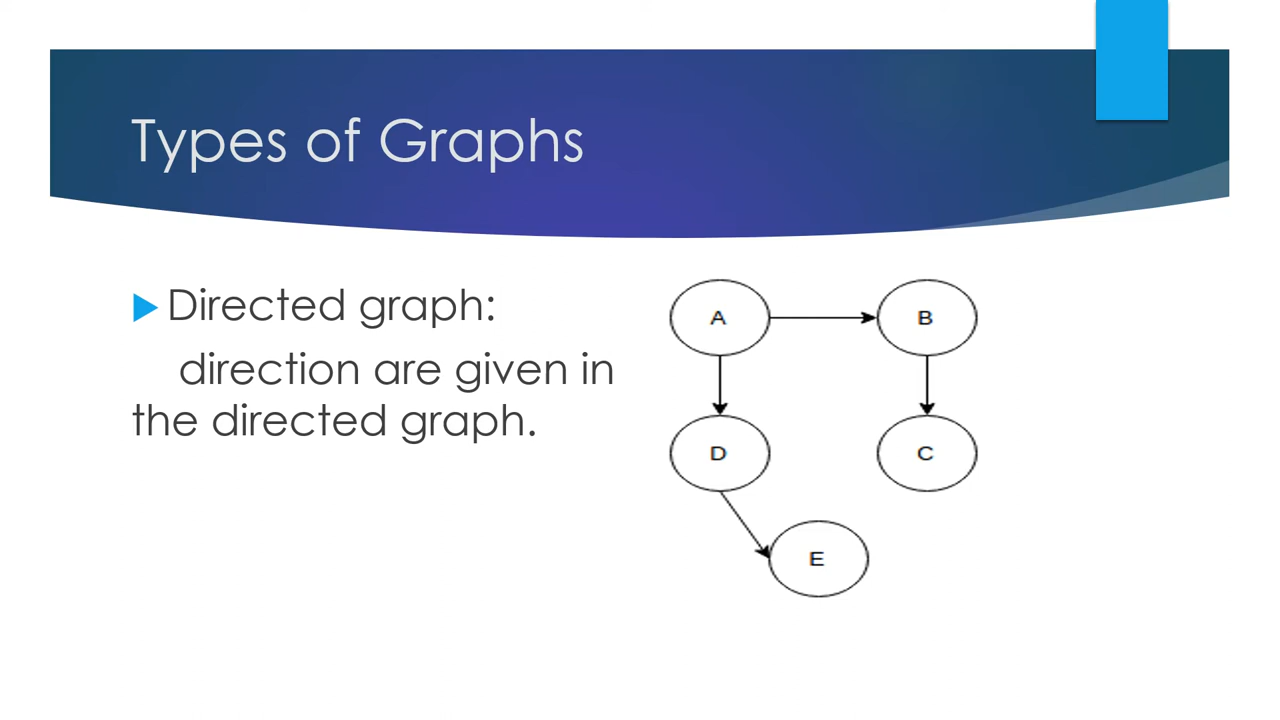 Types of Graphs
Directed graph:
direction are given in
the directed graph.
A
B
D
C
E